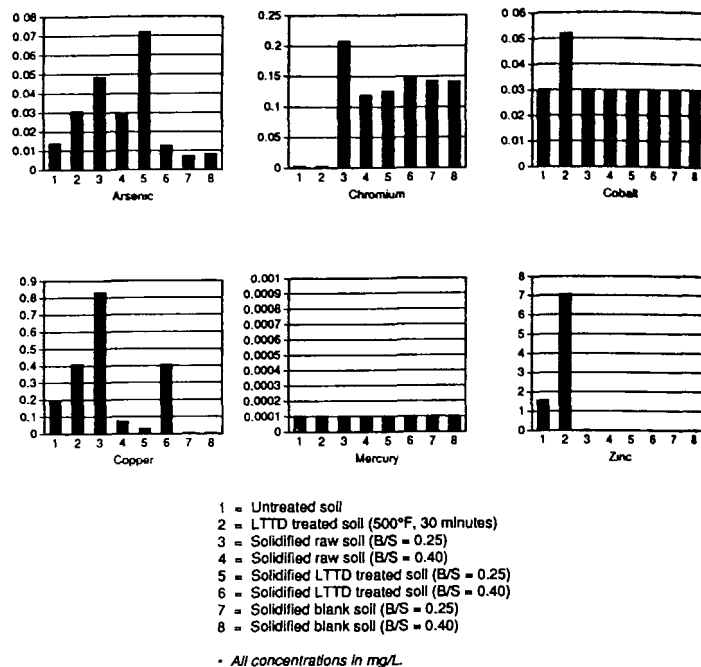 0.08
0.07
0.06
0.05
0.04
0.03
0.02
0.01
0
1 2 3 4 5 6 7 8
Arsenic
0.25
0.2
0.15
0.1
0.05
0
1 2 3 4 5 6 7 8
Chromium
0.06
0.05
0.04
0.03
0.02
0.01
0
1 2 3 4 5 6 7 8
Cobalt
0.9
0.8
0.7
0.6
0.5
0.4
0.3
0.2
0.1
0
1 2 3 4 5 6 7 8
Copper
0.001
0.0009
0.0008
0.0007
0.0006
0.0005
0.0004
0.0003
0.0002
0.0001
0
1 2 3 4 5 6 7 8
Mercury
8
7
6
5
4
3
2
1
0
1 2 3 4 5 6 7 8
Zinc
1 = Untreated soil
2 = LTTD treated soil (500°F, 30 minutes)
3 = Solidified raw soil (B/S = 0.25)
4 = Solidified raw soil (B/S = 0.40)
5 = Solidified LTTD treated soil (B/S = 0.25)
6 = Solidified LTTD treated soil (B/S = 0.40)
7 = Solidified blank soil (B/S = 0.25)
8 = Solidified blank soil (B/S = 0.40)
• All concentrations in mg/L.